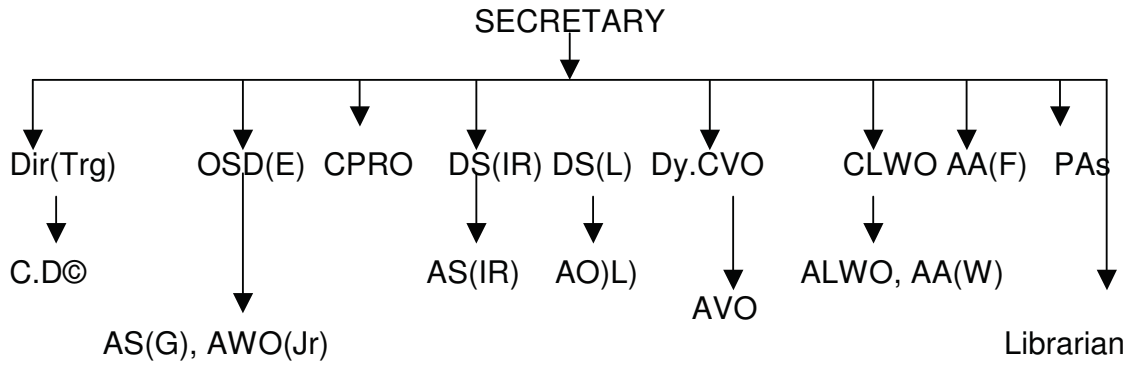 SECRETARY
Dir(Trg) OSD(E) CPRO DS(IR) DS(L) Dy.CVO CLWO AA(F) PAs
C.D© AS(IR) AO)L) ALWO, AA(W)
AVO
AS(G), AWO(Jr) Librarian